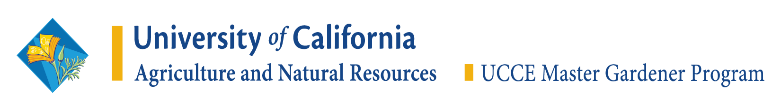 University of California
Agriculture and Natural Resources
UCCE Master Gardener Program